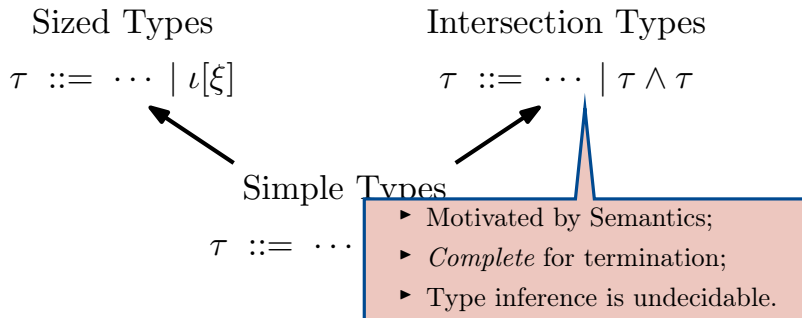 Sized Types
Intersection Types
τ ::= ⋯ | ι[ξ]
τ ::= ⋯ | τ ∧ τ
Simple Types
τ ::= ⋯
▸ Motivated by Semantics;
▸ Complete for termination;
▸ Type inference is undecidable.